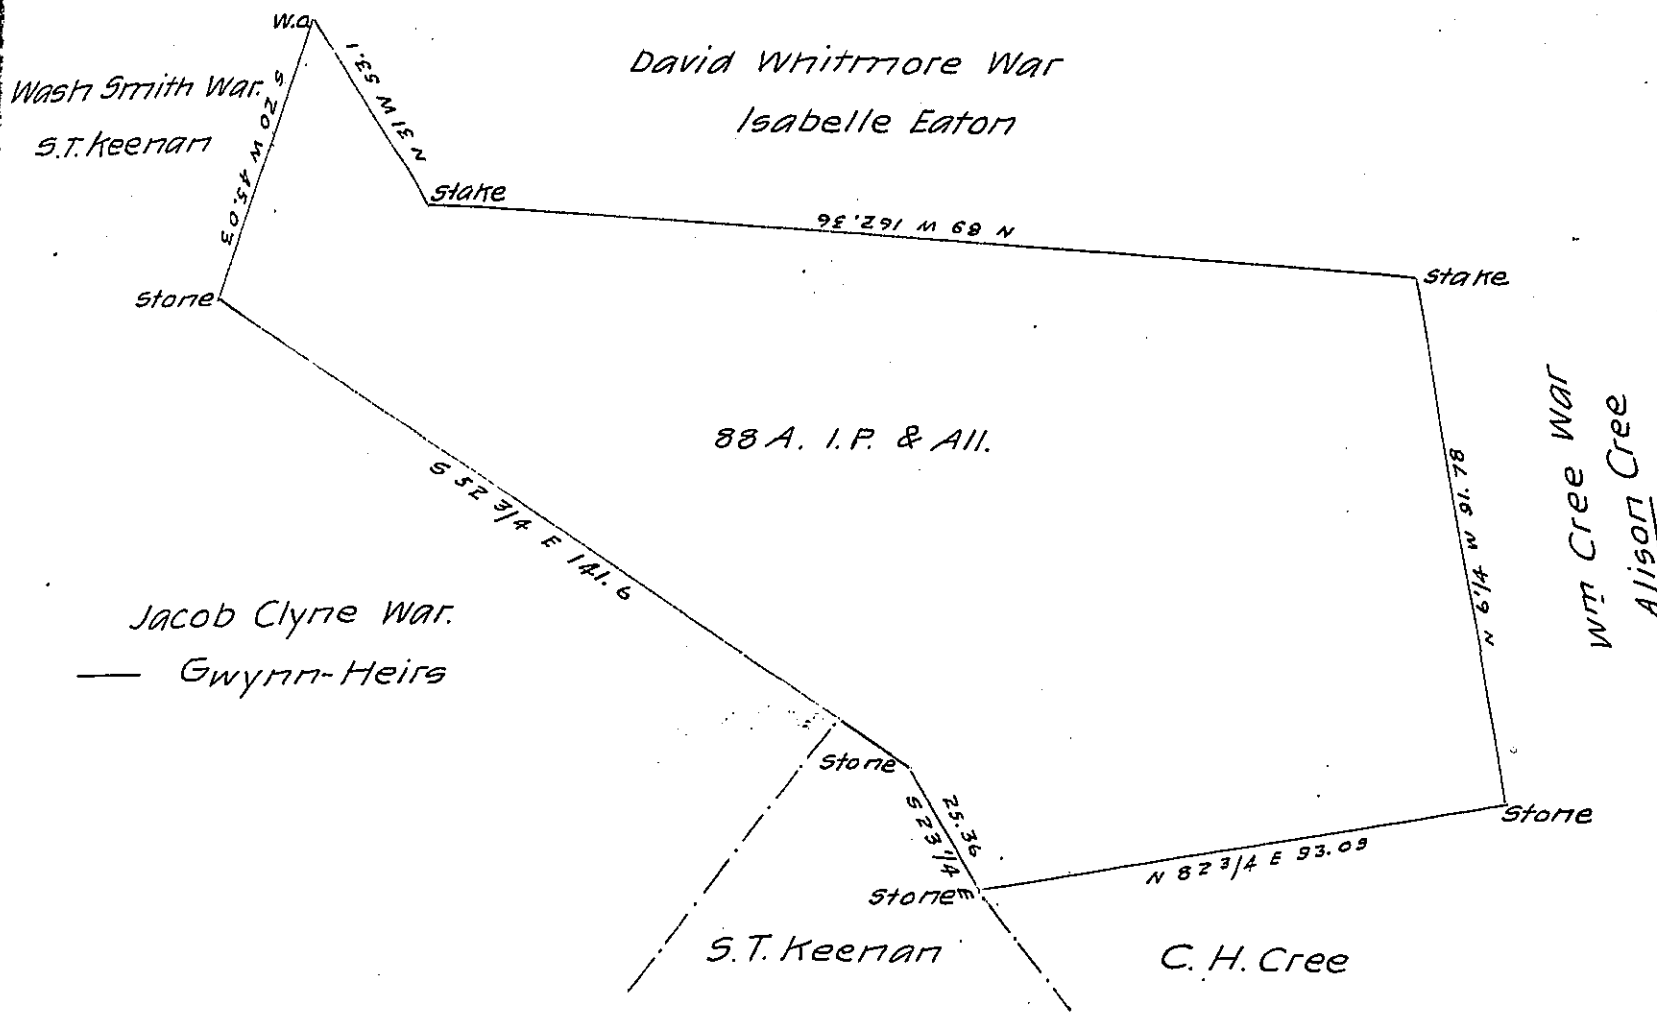 W.O.
Wash Smith War.
S.T. Keenan
S 20 W 45.03
N 31 W 53.1
David Whitmore War
Isabelle Eaton
Stake
N 89 W 162.36
Stake
Stone
88 A. I.P. & All.
S 52 3/4 E 141.6
N 6 1/4 W 91.78
Wm Cree War
Alison Cree
Jacob Clyne War.
— Gwynn-Heirs
Stone
25.36
S 23 1/4 E
Stone
N 82 3/4 E 93.09
Stone
S.T. Keenan
C. H. Cree